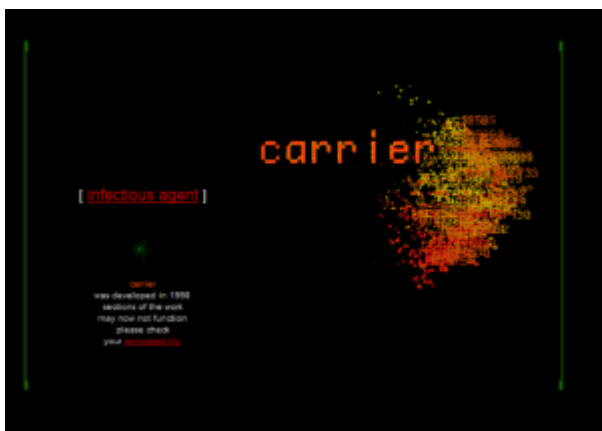 carrier
[ infectious agent ]
carrier
was developed in 1998
sections of the work
may now not function
please check
your